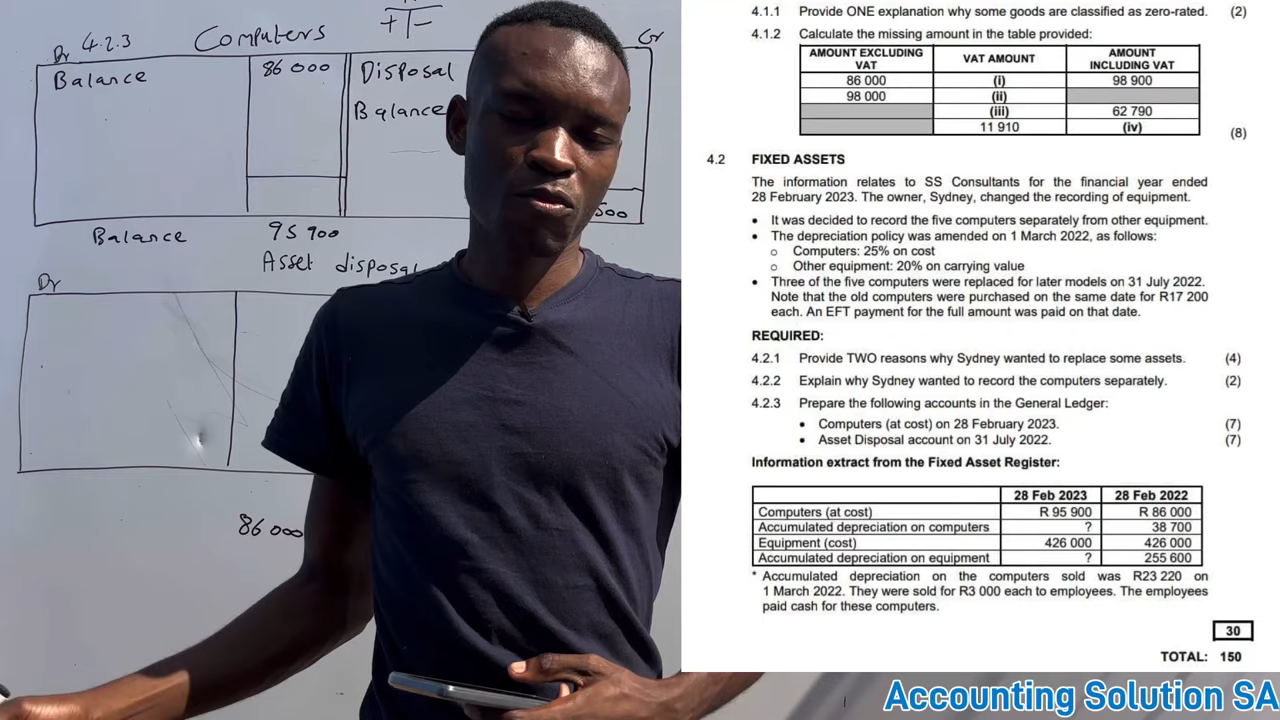 + -
Dr 4.2.3 Computers Cr
Balance 86 000 Disposal
Balance
500
Balance 95 900
Asset disposal
Dr
86 000
4.1.1 Provide ONE explanation why some goods are classified as zero-rated. (2)
4.1.2 Calculate the missing amount in the table provided:
AMOUNT EXCLUDING VAT VAT AMOUNT AMOUNT INCLUDING VAT
86 000 (i) 98 900
98 000 (ii)
(iii) 62 790
11 910 (iv)
(8)
4.2 FIXED ASSETS
The information relates to SS Consultants for the financial year ended
28 February 2023. The owner, Sydney, changed the recording of equipment.
• It was decided to record the five computers separately from other equipment.
• The depreciation policy was amended on 1 March 2022, as follows:
o Computers: 25% on cost
o Other equipment: 20% on carrying value
• Three of the five computers were replaced for later models on 31 July 2022.
Note that the old computers were purchased on the same date for R17 200
each. An EFT payment for the full amount was paid on that date.
REQUIRED:
4.2.1 Provide TWO reasons why Sydney wanted to replace some assets. (4)
4.2.2 Explain why Sydney wanted to record the computers separately. (2)
4.2.3 Prepare the following accounts in the General Ledger:
• Computers (at cost) on 28 February 2023. (7)
• Asset Disposal account on 31 July 2022. (7)
Information extract from the Fixed Asset Register:
28 Feb 2023 28 Feb 2022
Computers (at cost) R 95 900 R 86 000
Accumulated depreciation on computers ? 38 700
Equipment (cost) 426 000 426 000
Accumulated depreciation on equipment ? 255 600
* Accumulated depreciation on the computers sold was R23 220 on
1 March 2022. They were sold for R3 000 each to employees. The employees
paid cash for these computers.
30
TOTAL: 150
Accounting Solution SA